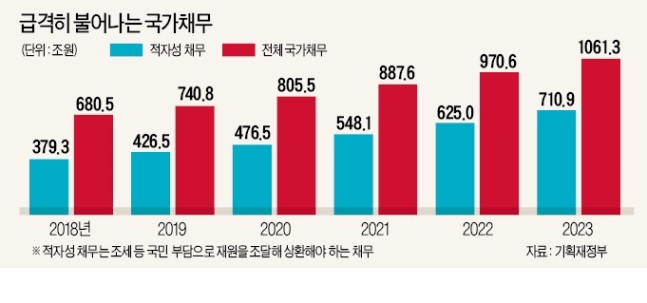 급격히 불어나는 국가채무
(단위 : 조원) 적자성 채무 전체 국가채무
379.3 680.5 426.5 740.8 476.5 805.5 548.1 887.6 625.0 970.6 710.9 1061.3
2018년 2019 2020 2021 2022 2023
※ 적자성 채무는 조세 등 국민 부담으로 재원을 조달해 상환해야 하는 채무 자료 : 기획재정부